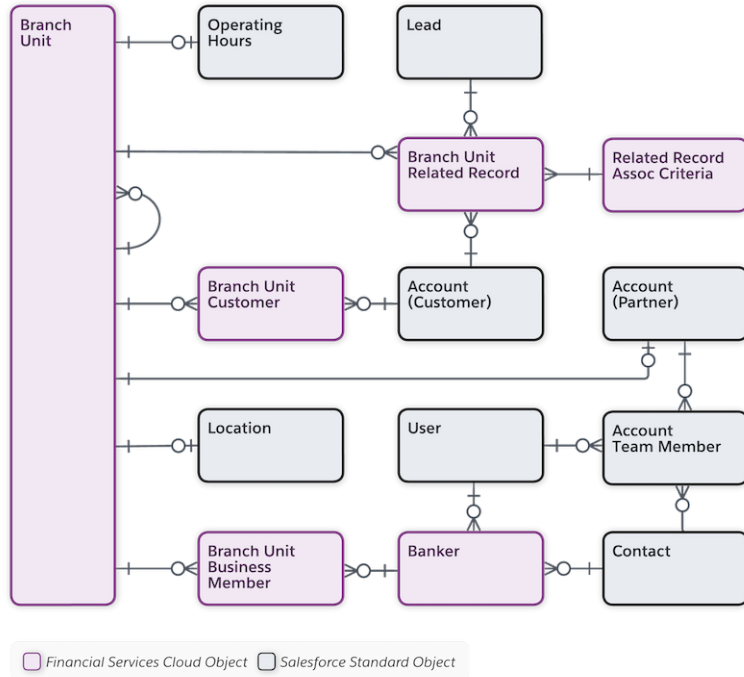 Branch
Unit
Operating
Hours
Lead
Branch Unit
Related Record
Related Record
Assoc Criteria
Branch Unit
Customer
Account
(Customer)
Account
(Partner)
Location
User
Account
Team Member
Branch Unit
Business
Member
Banker
Contact
Financial Services Cloud Object
Salesforce Standard Object